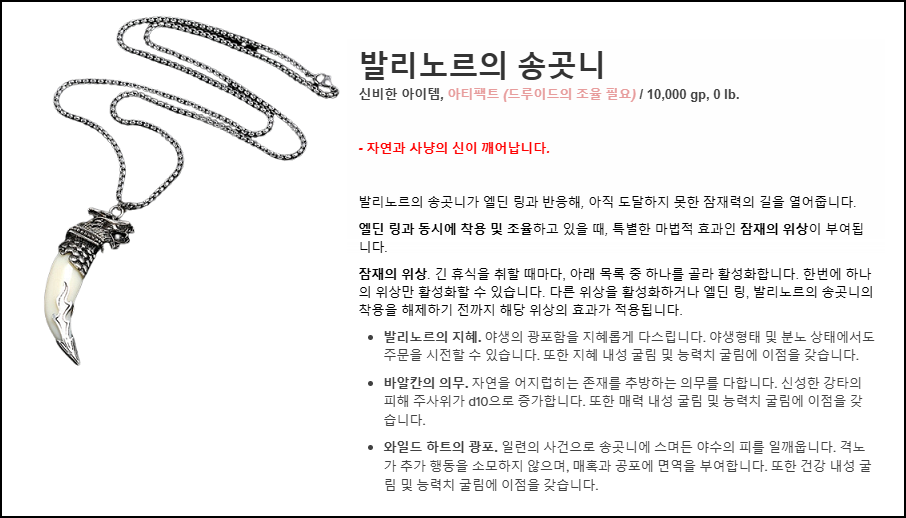 발리노르의 송곳니
신비한 아이템, 아티팩트 (드루이드의 조율 필요) / 10,000 gp, 0 lb.
- 자연과 사냥의 신이 깨어납니다.
발리노르의 송곳니가 엘딘 링과 반응해, 아직 도달하지 못한 잠재력의 길을 열어줍니다.
엘딘 링과 동시에 착용 및 조율하고 있을 때, 특별한 마법적 효과인 잠재의 위상이 부여됩
니다.
잠재의 위상. 긴 휴식을 취할 때마다, 아래 목록 중 하나를 골라 활성화합니다. 한번에 하나
의 위상만 활성화할 수 있습니다. 다른 위상을 활성화하거나 엘딘 링, 발리노르의 송곳니의
착용을 해제하기 전까지 해당 위상의 효과가 적용됩니다.
• 발리노르의 지혜. 야생의 광포함을 지혜롭게 다스립니다. 야생형태 및 분노 상태에서도
주문을 시전할 수 있습니다. 또한 지혜 내성 굴림 및 능력치 굴림에 이점을 갖습니다.
• 바알칸의 의무. 자연을 어지럽히는 존재를 추방하는 의무를 다합니다. 신성한 강타의
피해 주사위가 d10으로 증가합니다. 또한 매력 내성 굴림 및 능력치 굴림에 이점을 갖
습니다.
• 와일드 하트의 광포. 일련의 사건으로 송곳니에 스며든 야수의 피를 일깨웁니다. 격노
가 추가 행동을 소모하지 않으며, 매혹과 공포에 면역을 부여합니다. 또한 건강 내성 굴
림 및 능력치 굴림에 이점을 갖습니다.